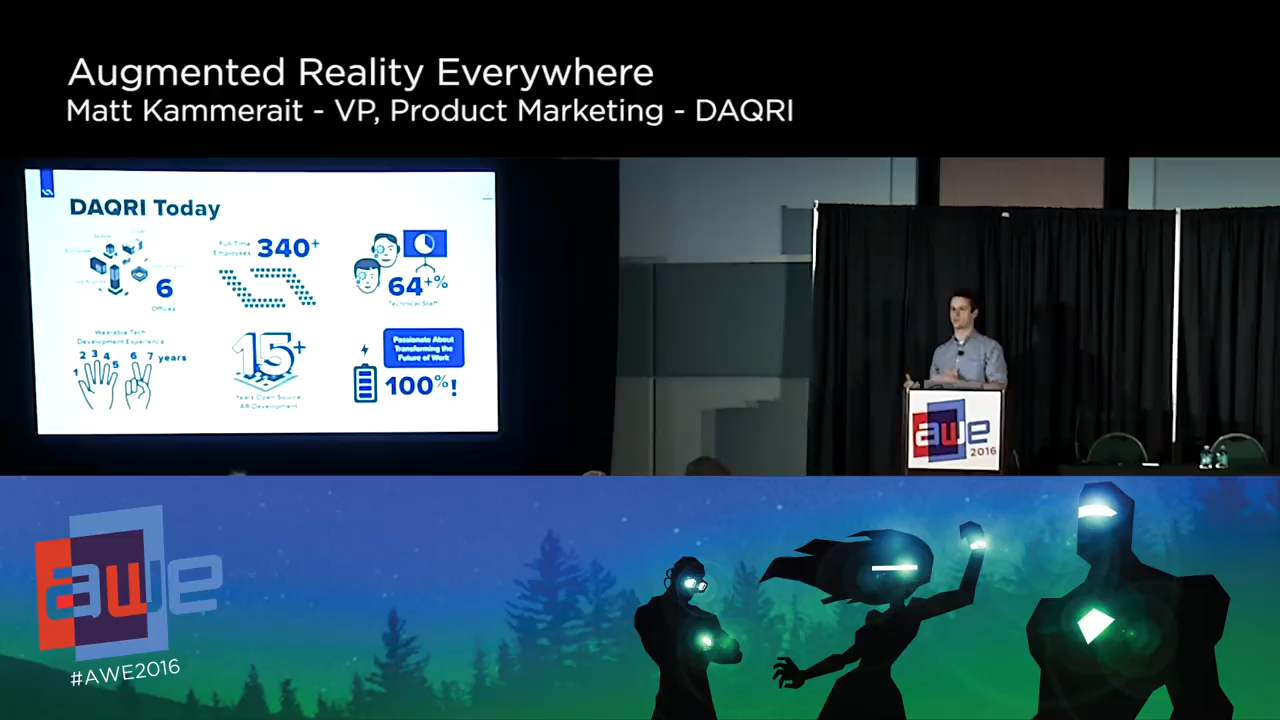 Augmented Reality Everywhere
Matt Kammerait - VP, Product Marketing - DAQRI
DAQRI Today
6
Offices
Full-Time
Employees
340+
64+%
Technical Staff
Wearable Tech
Development Experience
1 2 3 4 5 6 7 years
15+
Years Open Source
AR Development
Passionate About
Transforming the
Future of Work
100%!
awe
2016
awe
#AWE2016